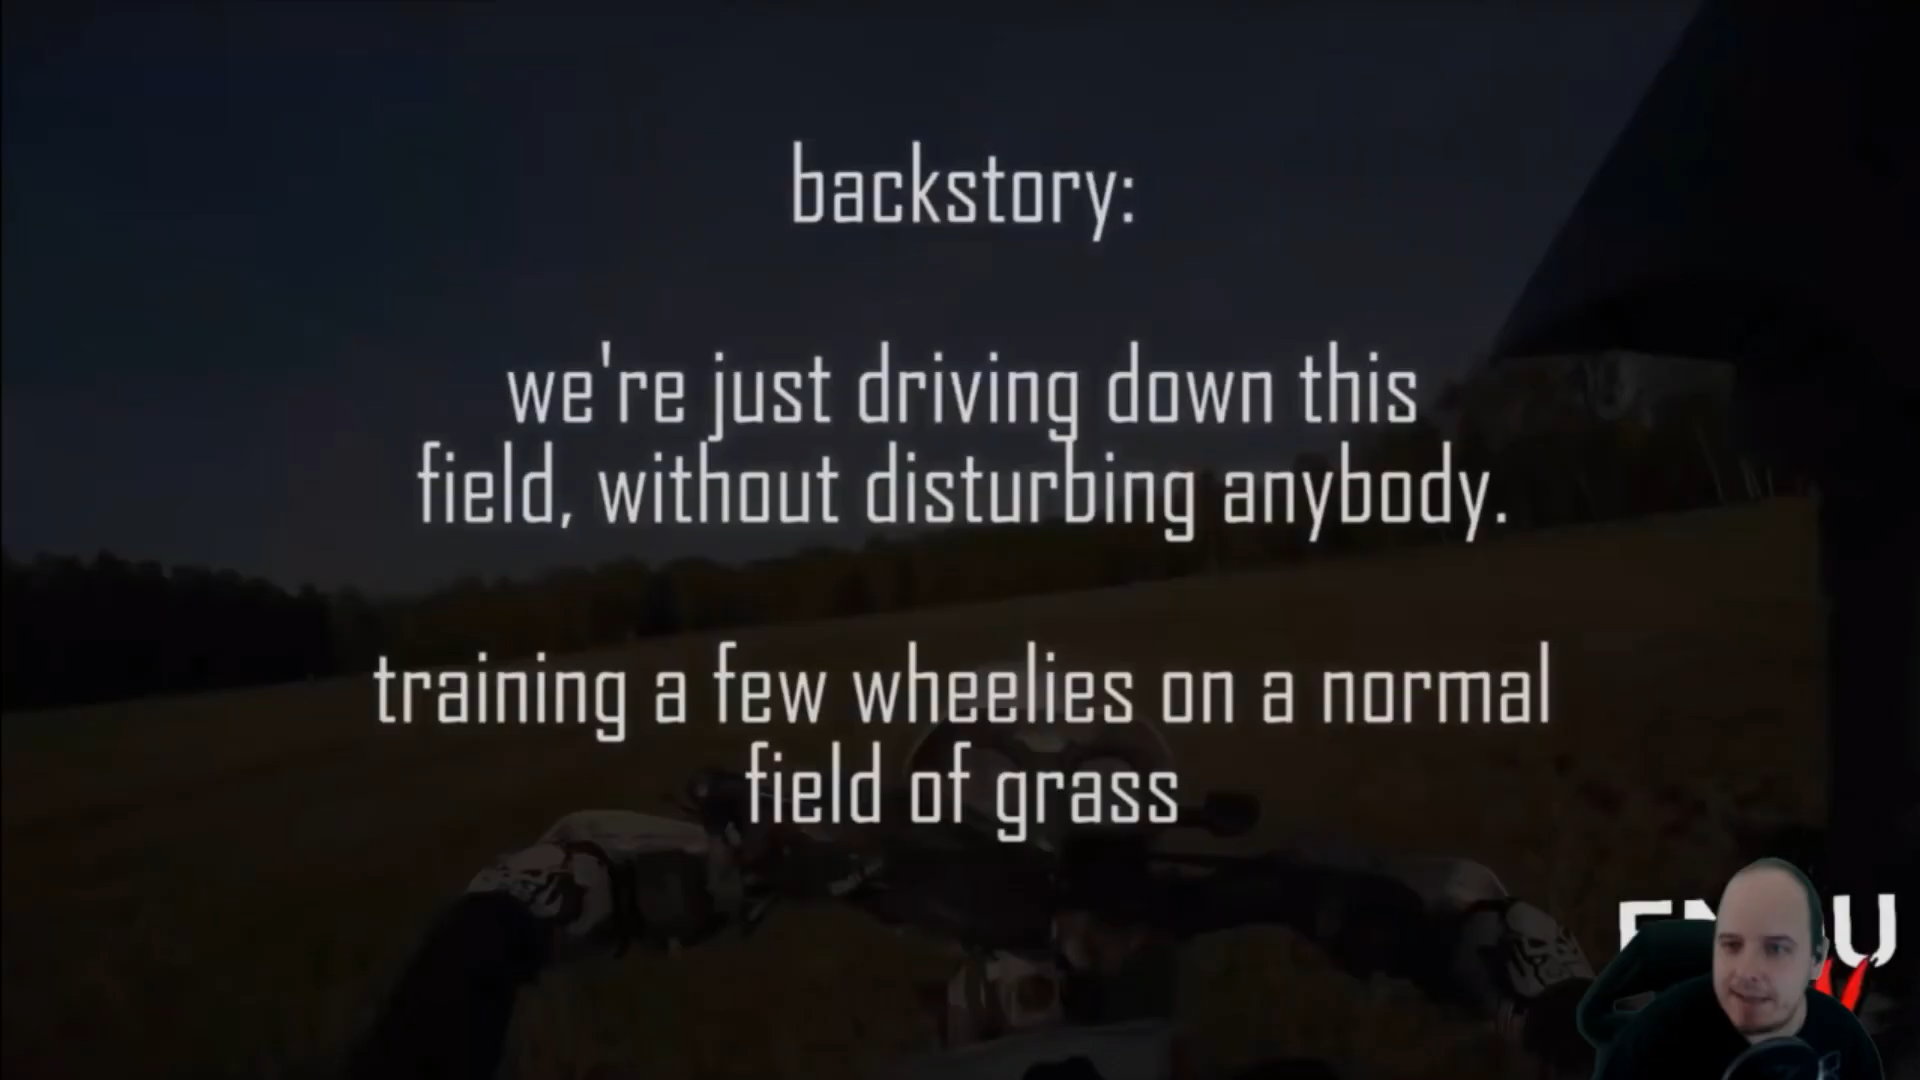 backstory:
we're just driving down this
field, without disturbing anybody.
training a few wheelies on a normal
field of grass